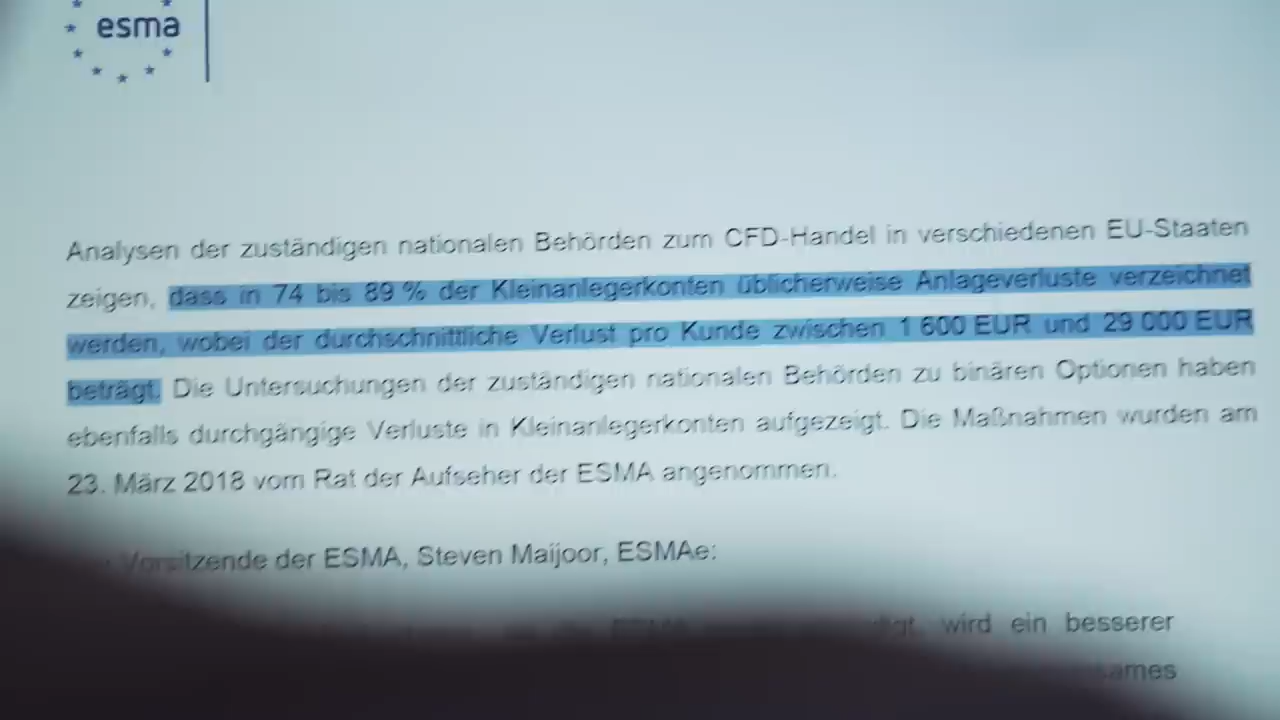 esma
Analysen der zuständigen nationalen Behörden zum CFD-Handel in verschiedenen EU-Staaten
zeigen, dass in 74 bis 89 % der Kleinanlegerkonten üblicherweise Anlageverluste verzeichnet
werden, wobei der durchschnittliche Verlust pro Kunde zwischen 1 600 EUR und 29 000 EUR
beträgt. Die Untersuchungen der zuständigen nationalen Behörden zu binären Optionen haben
ebenfalls durchgängige Verluste in Kleinanlegerkonten aufgezeigt. Die Maßnahmen wurden am
23. März 2018 vom Rat der Aufseher der ESMA angenommen.
Vorsitzende der ESMA, Steven Maijoor, ESMAe:
wird ein besserer